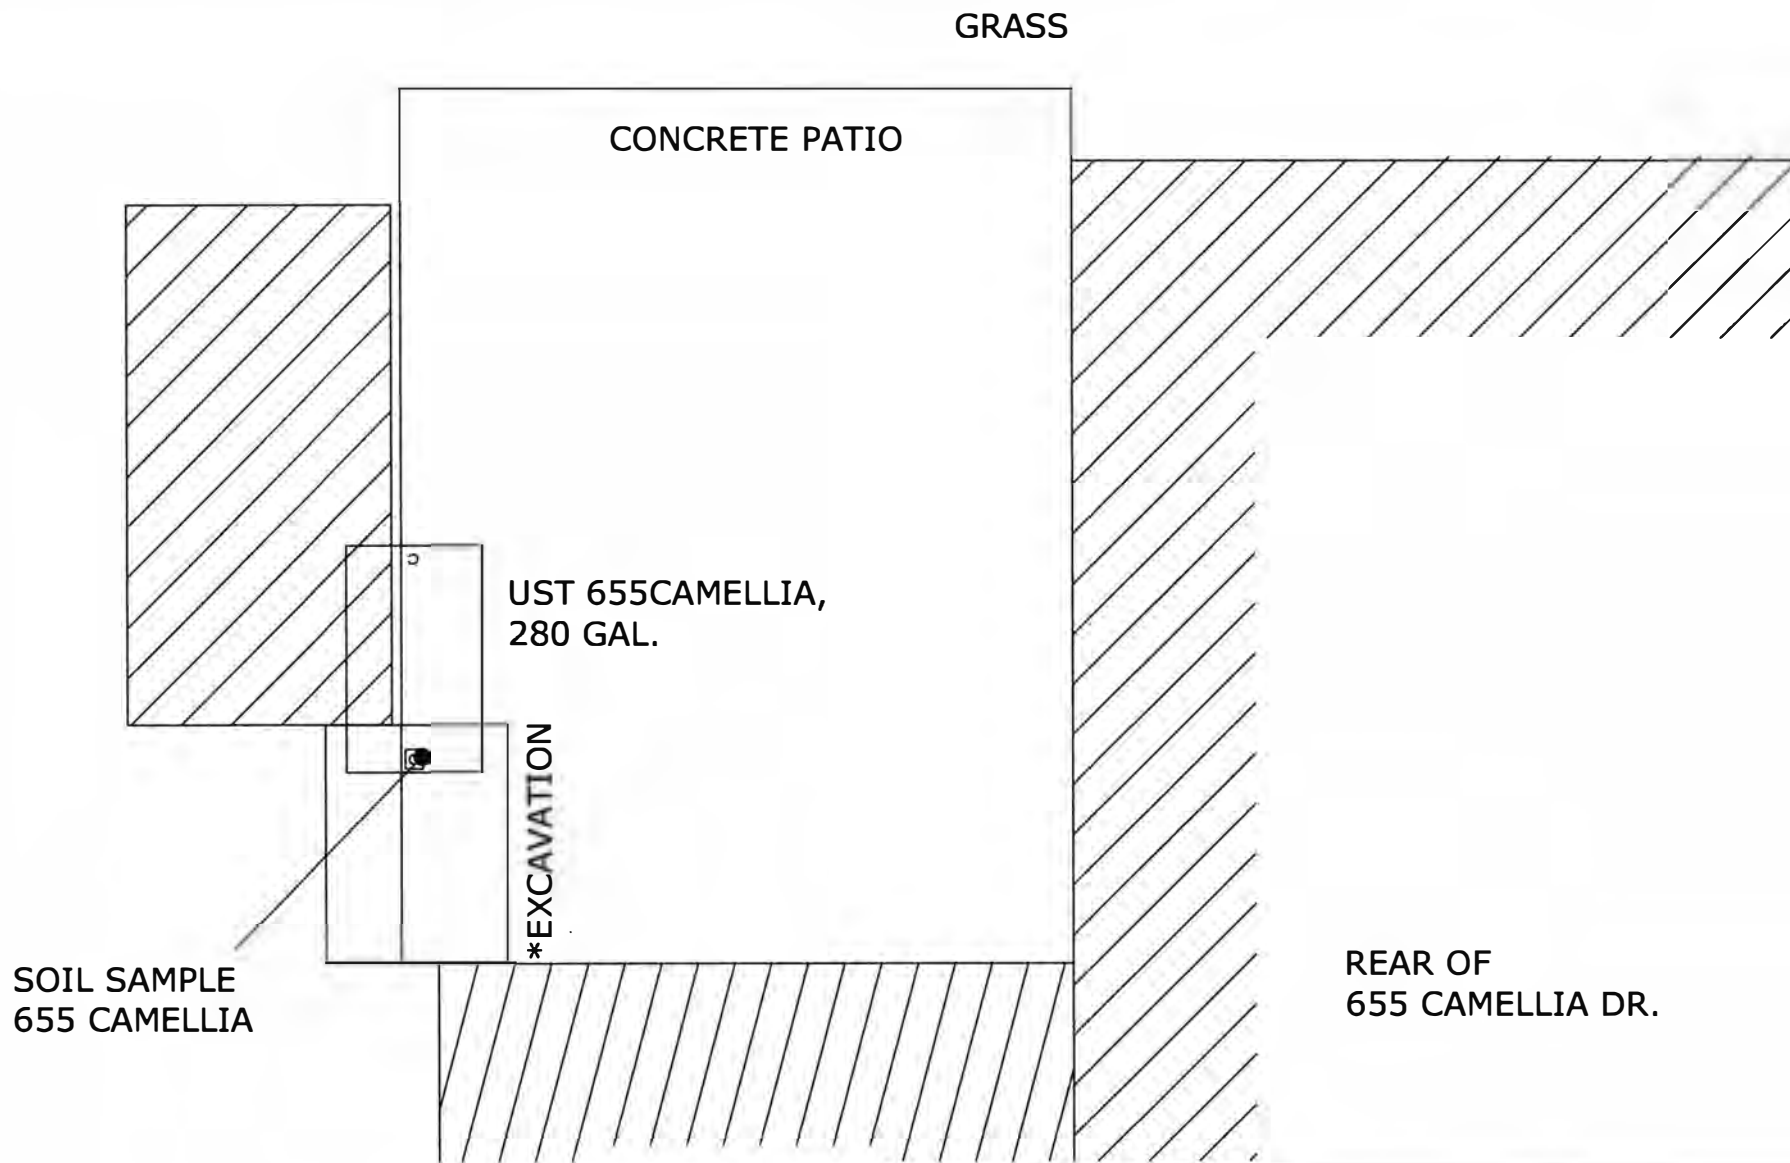 GRASS
CONCRETE PATIO
UST 655CAMELLIA,
280 GAL.
*EXCAVATION
SOIL SAMPLE
655 CAMELLIA
REAR OF
655 CAMELLIA DR.